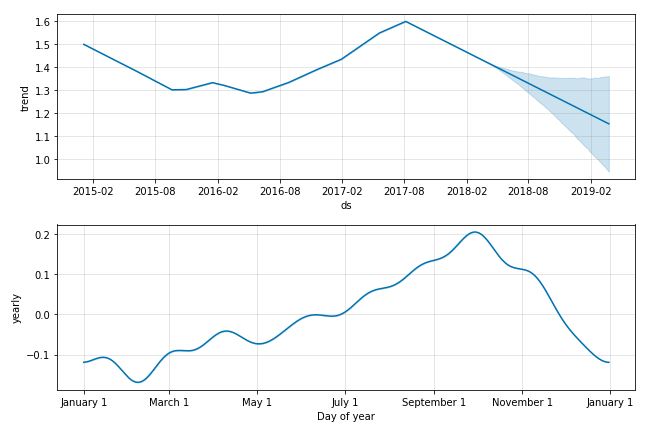 1.6
1.5
1.4
1.3
1.2
1.1
1.0
trend
2015-02 2015-08 2016-02 2016-08 2017-02 2017-08 2018-02 2018-08 2019-02
ds
0.2
0.1
0.0
−0.1
yearly
January 1 March 1 May 1 July 1 September 1 November 1 January 1
Day of year